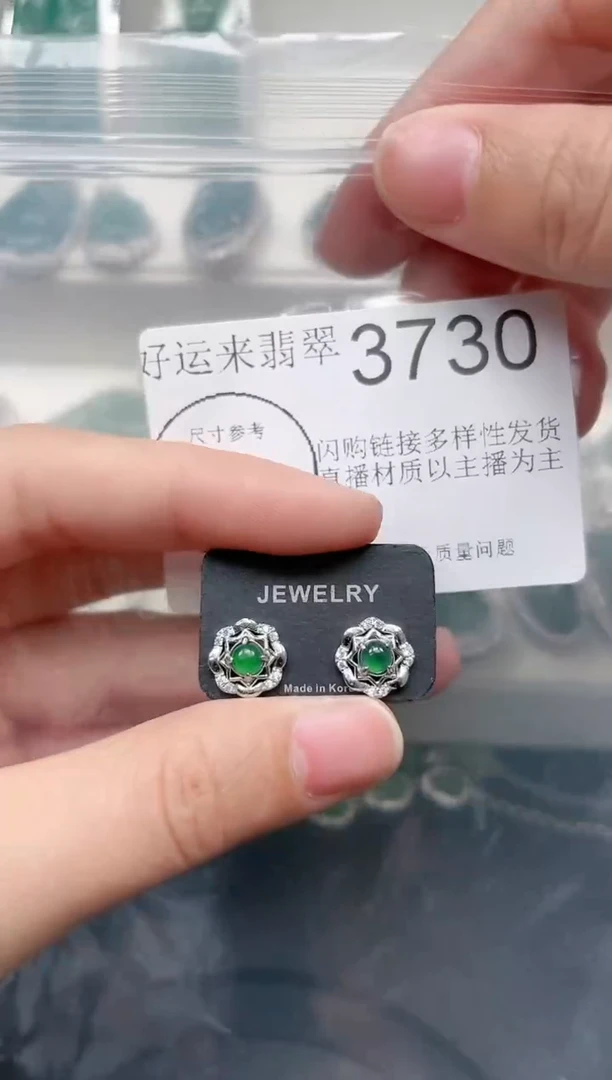 好运来翡翠 3730
尺寸参考
闪购链接多样性发货
直播材质以主播为主
质量问题
JEWELRY
Made in Kor